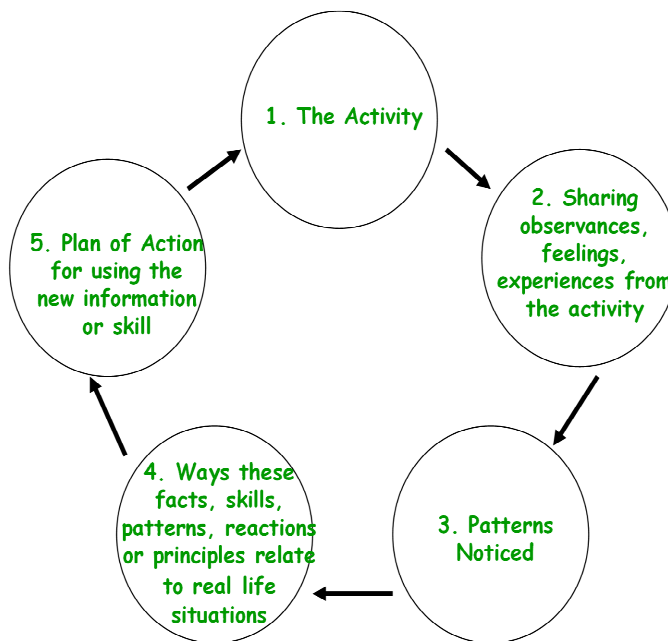 1. The Activity
2. Sharing
observances,
feelings,
experiences from
the activity
3. Patterns
Noticed
4. Ways these
facts, skills,
patterns, reactions
or principles relate
to real life
situations
5. Plan of Action
for using the
new information
or skill